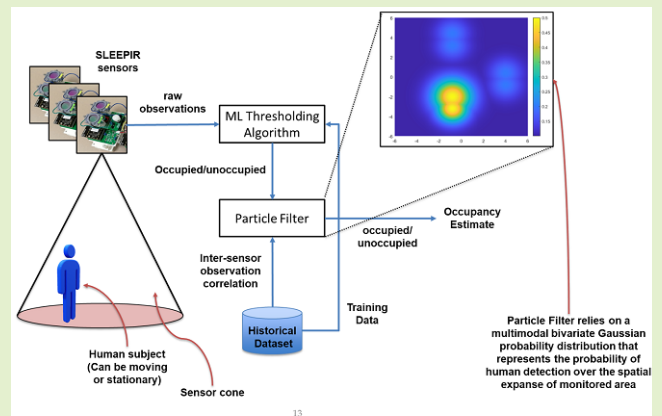 SLEEPIR
sensors
raw
observations
ML Thresholding
Algorithm
Occupied/unoccupied
Particle Filter
occupied/
unoccupied
Occupancy
Estimate
Inter-sensor
observation
correlation
Historical
Dataset
Training
Data
Human subject
(Can be moving
or stationary)
Sensor cone
Particle Filter relies on a
multimodal bivariate Gaussian
probability distribution that
represents the probability of
human detection over the spatial
expanse of monitored area
13